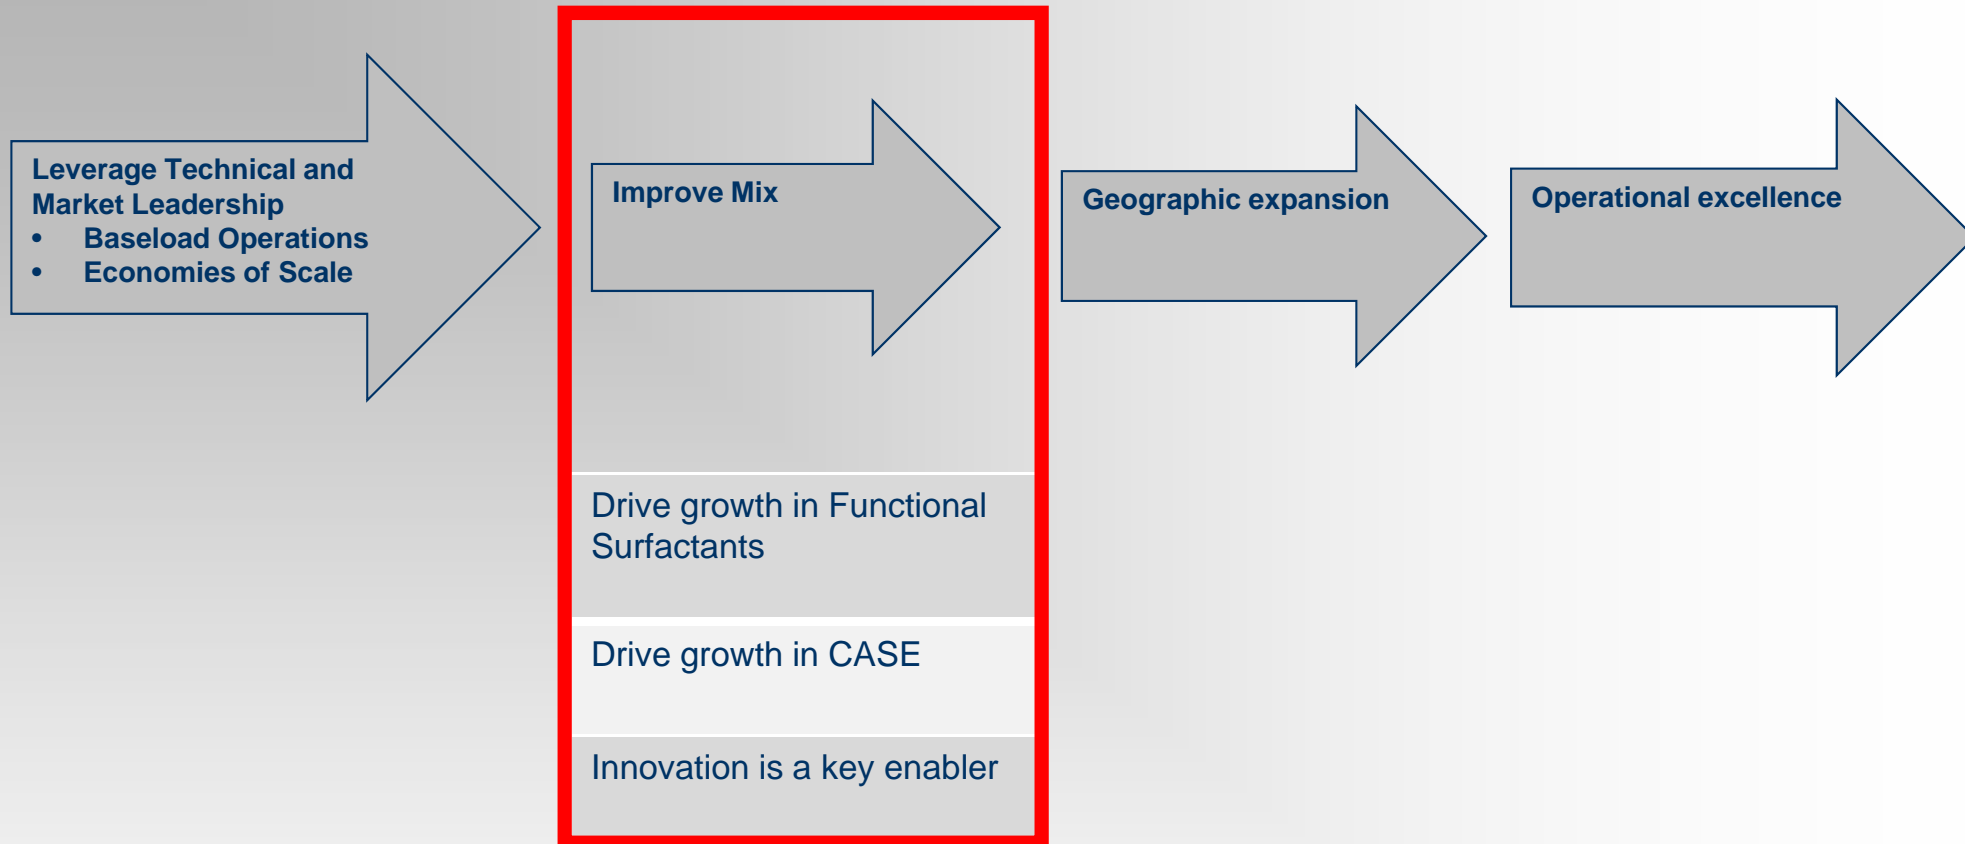 Leverage Technical and
Market Leadership
• Baseload Operations
• Economies of Scale
Improve Mix
Geographic expansion
Operational excellence
Drive growth in Functional
Surfactants
Drive growth in CASE
Innovation is a key enabler